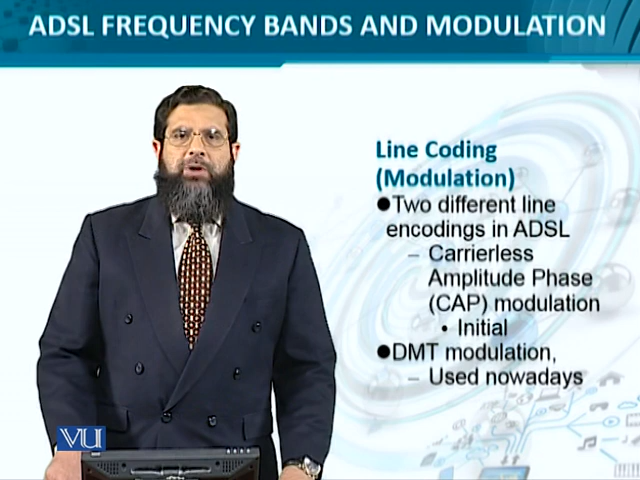 ADSL FREQUENCY BANDS AND MODULATION
Line Coding
(Modulation)
●Two different line
encodings in ADSL
– Carrierless
Amplitude Phase
(CAP) modulation
• Initial
●DMT modulation,
– Used nowadays
VU